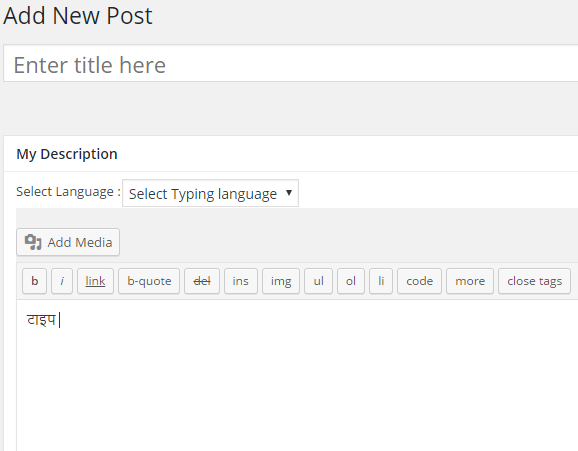 Add New Post
Enter title here
My Description
Select Language : Select Typing language
Add Media
b i link b-quote del ins img ul ol li code more close tags
टाइप